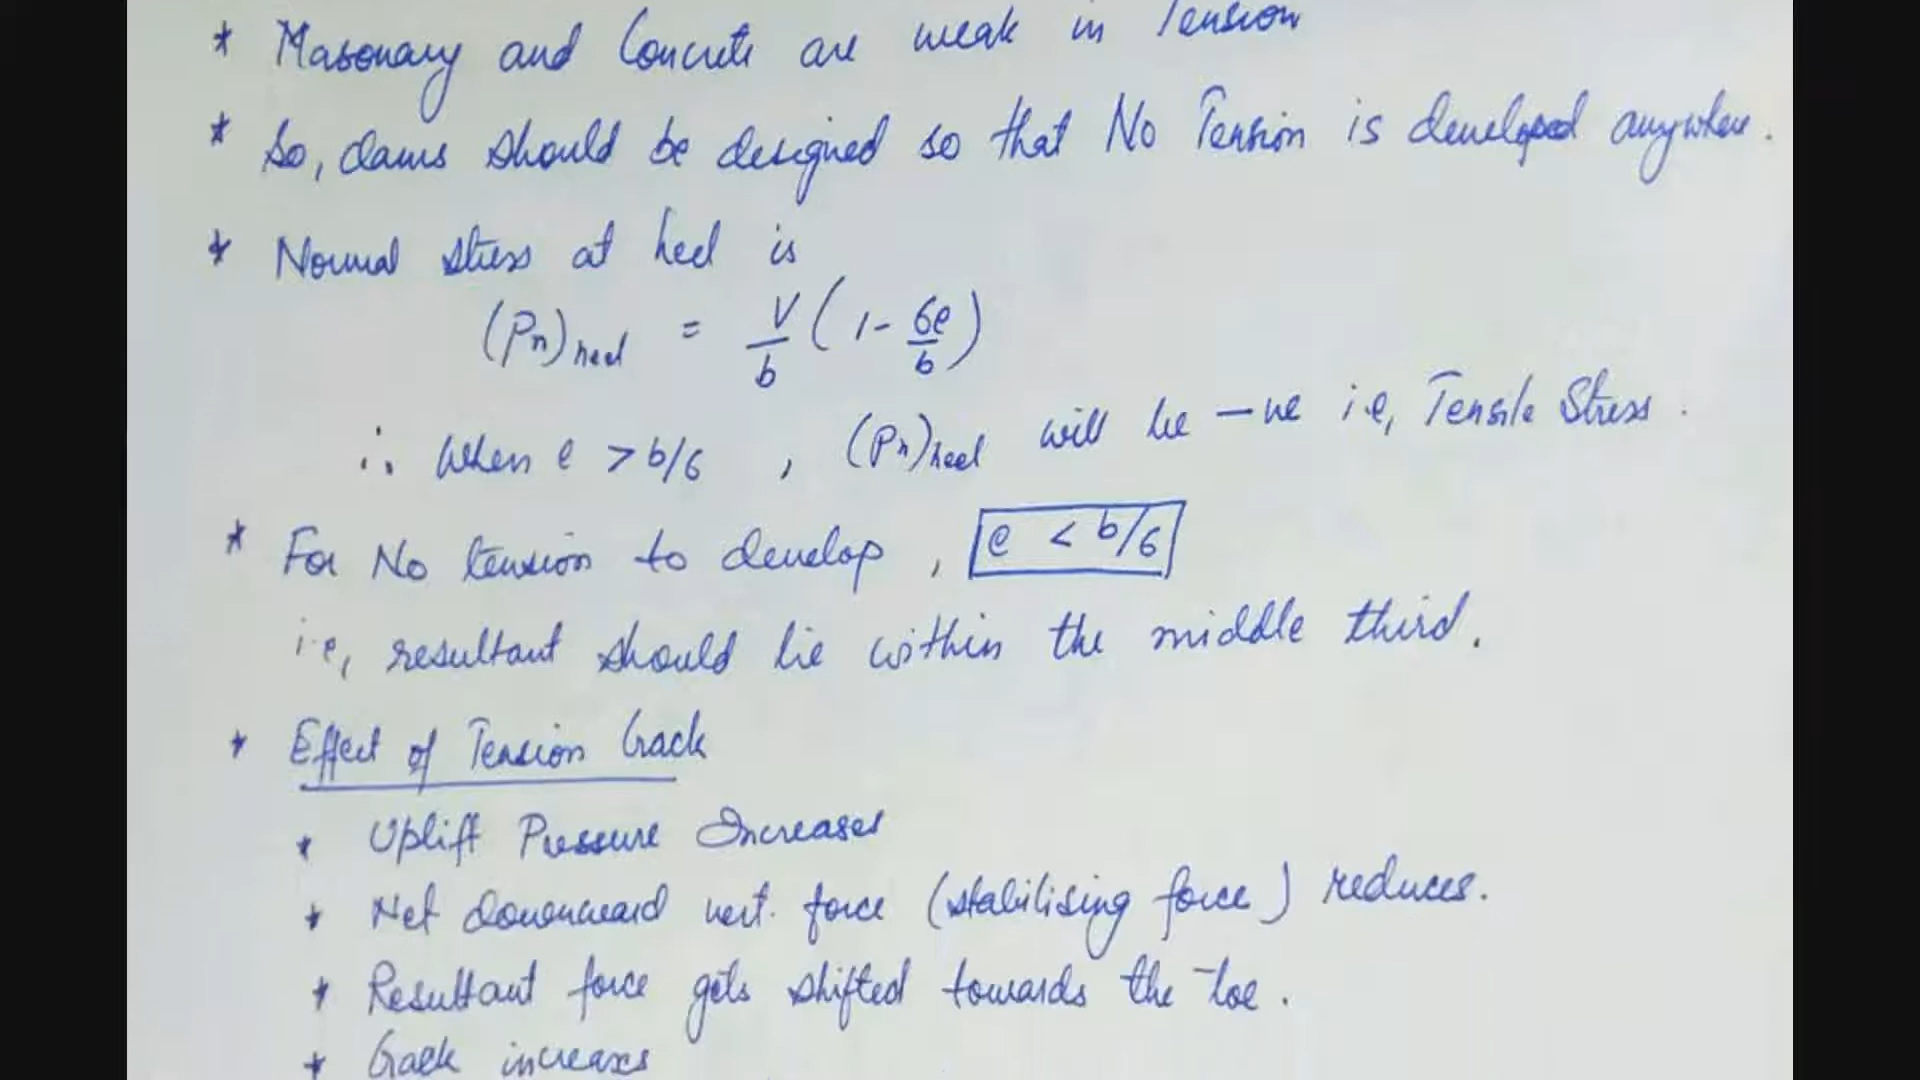 * Masonary and Concrete are weak in Tension
* So, dams should be designed so that No Tension is developed anywhere.
* Normal stress at heel is
(Pn)heel = V/b (1 - 6e/b)
∴ When e > b/6 , (Pn)heel will be -ve i.e, Tensile Stress.
* For No tension to develop , e < b/6
i.e, resultant should lie within the middle third.
* Effect of Tension Crack
* Uplift Pressure Increases
* Net downward vert. force (stabilising force) reduces.
* Resultant force gets shifted towards the toe.
* Crack increases